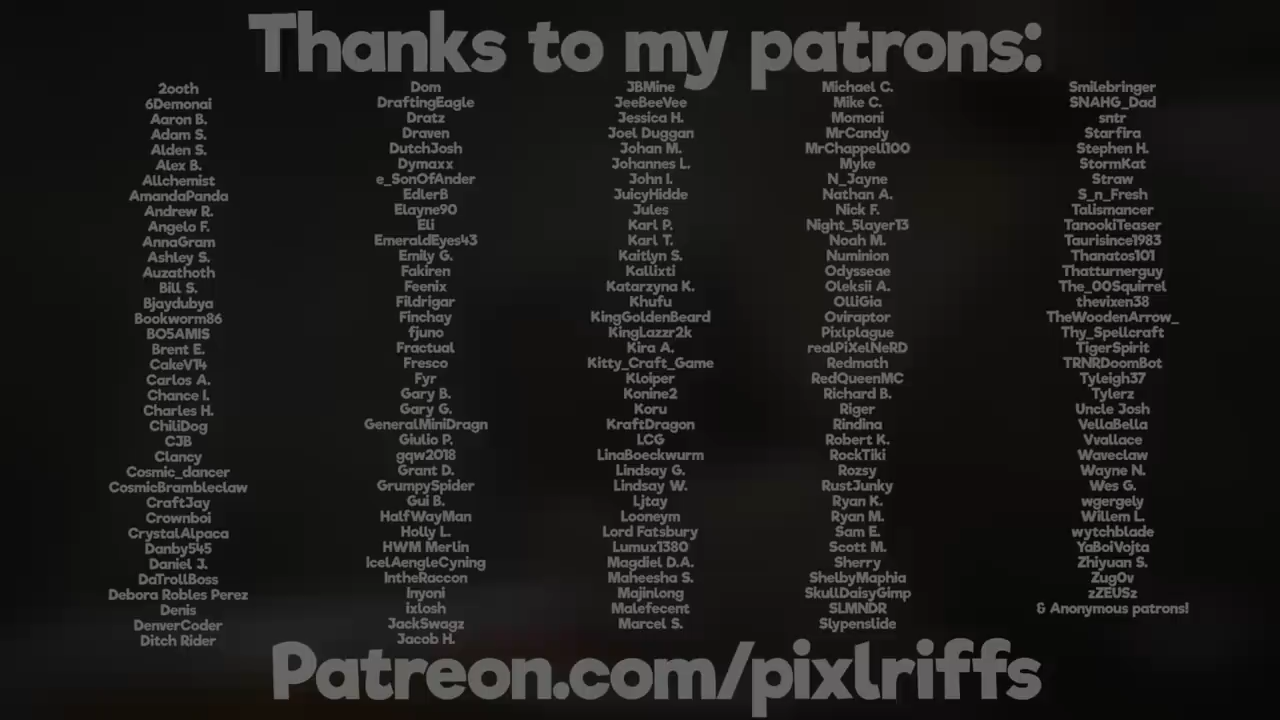 Thanks to my patrons:
2ooth
6Demonai
Aaron B.
Adam S.
Alden S.
Alex B.
Allchemist
AmandaPanda
Andrew R.
Angelo F.
AnnaGram
Ashley S.
Auzathoth
Bill S.
Bjaydubya
Bookworm86
BO5AMIS
Brent E.
CakeV14
Carlos A.
Chance I.
Charles H.
ChiliDog
CJB
Clancy
Cosmic_dancer
CosmicBrambleclaw
CraftJay
Crownboi
CrystalAlpaca
Danby545
Daniel J.
DaTrollBoss
Debora Robles Perez
Denis
DenverCoder
Ditch Rider
Dom
DraftingEagle
Dratz
Draven
DutchJosh
Dymaxx
e_SonOfAnder
EdlerB
Elayne90
Eli
EmeraldEyes43
Emily G.
Fakiren
Feenix
Fildrigar
Finchay
fjuno
Fractual
Fresco
Fyr
Gary B.
Gary G.
GeneralMiniDragn
Giulio P.
gqw2018
Grant D.
GrumpySpider
Gui B.
HalfWayMan
Holly L.
HWM Merlin
IcelAengleCyning
IntheRaccon
Inyoni
ixlosh
JackSwagz
Jacob H.
JBMine
JeeBeeVee
Jessica H.
Joel Duggan
Johan M.
Johannes L.
John I.
JuicyHidde
Jules
Karl P.
Karl T.
Kaitlyn S.
Kallixti
Katarzyna K.
Khufu
KingGoldenBeard
KingLazzr2k
Kira A.
Kitty_Craft_Game
Kloiper
Konine2
Koru
KraftDragon
LCG
LinaBoeckwurm
Lindsay G.
Lindsay W.
Ljtay
Looneym
Lord Fatsbury
Lumux1380
Magdiel D.A.
Maheesha S.
Majinlong
Malefecent
Marcel S.
Michael C.
Mike C.
Momoni
MrCandy
MrChappell100
Myke
N_Jayne
Nathan A.
Nick F.
Night_5layer13
Noah M.
Numinion
Odysseae
Oleksii A.
OlliGia
Oviraptor
Pixlplague
realPiXelNeRD
Redmath
RedQueenMC
Richard B.
Riger
Rindina
Robert K.
RockTiki
Rozsy
RustJunky
Ryan K.
Ryan M.
Sam E.
Scott M.
Sherry
ShelbyMaphia
SkullDaisyGimp
SLMNDR
Slypenslide
Smilebringer
SNAHG_Dad
sntr
Starfira
Stephen H.
StormKat
Straw
S_n_Fresh
Talismancer
TanookiTeaser
Taurisince1983
Thanatos101
Thatturnerguy
The_00Squirrel
thevixen38
TheWoodenArrow_
Thy_Spellcraft
TigerSpirit
TRNRDoomBot
Tyleigh37
Tylerz
Uncle Josh
VellaBella
Vvallace
Waveclaw
Wayne N.
Wes G.
wgergely
Willem L.
wytchblade
YaBoiVojta
Zhiyuan S.
Zug0v
zZEUSz
& Anonymous patrons!
Patreon.com/pixlriffs